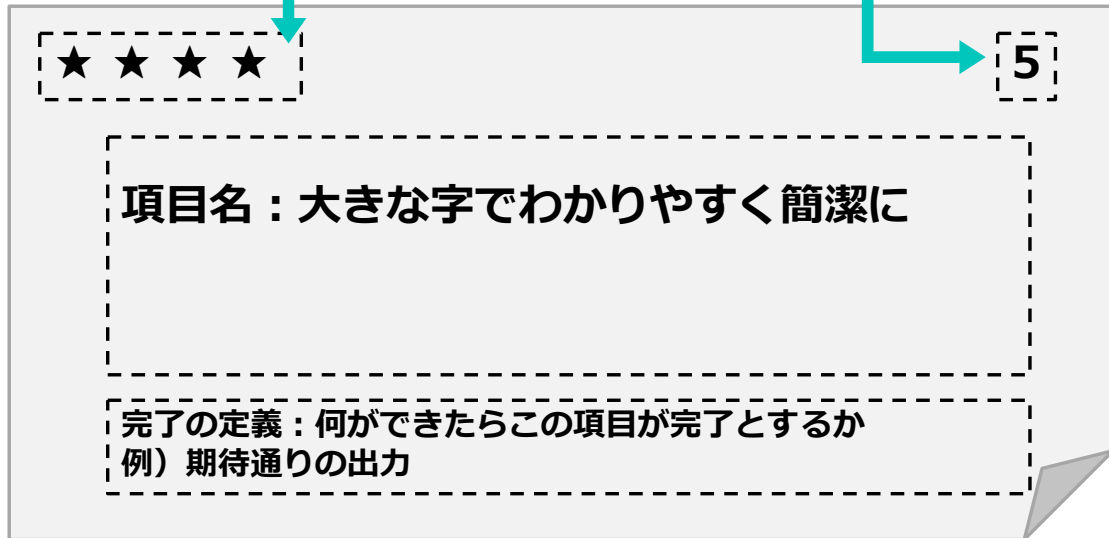 ★ ★ ★ ★
5
項目名：大きな字でわかりやすく簡潔に
完了の定義：何ができたらこの項目が完了とするか
例）期待通りの出力